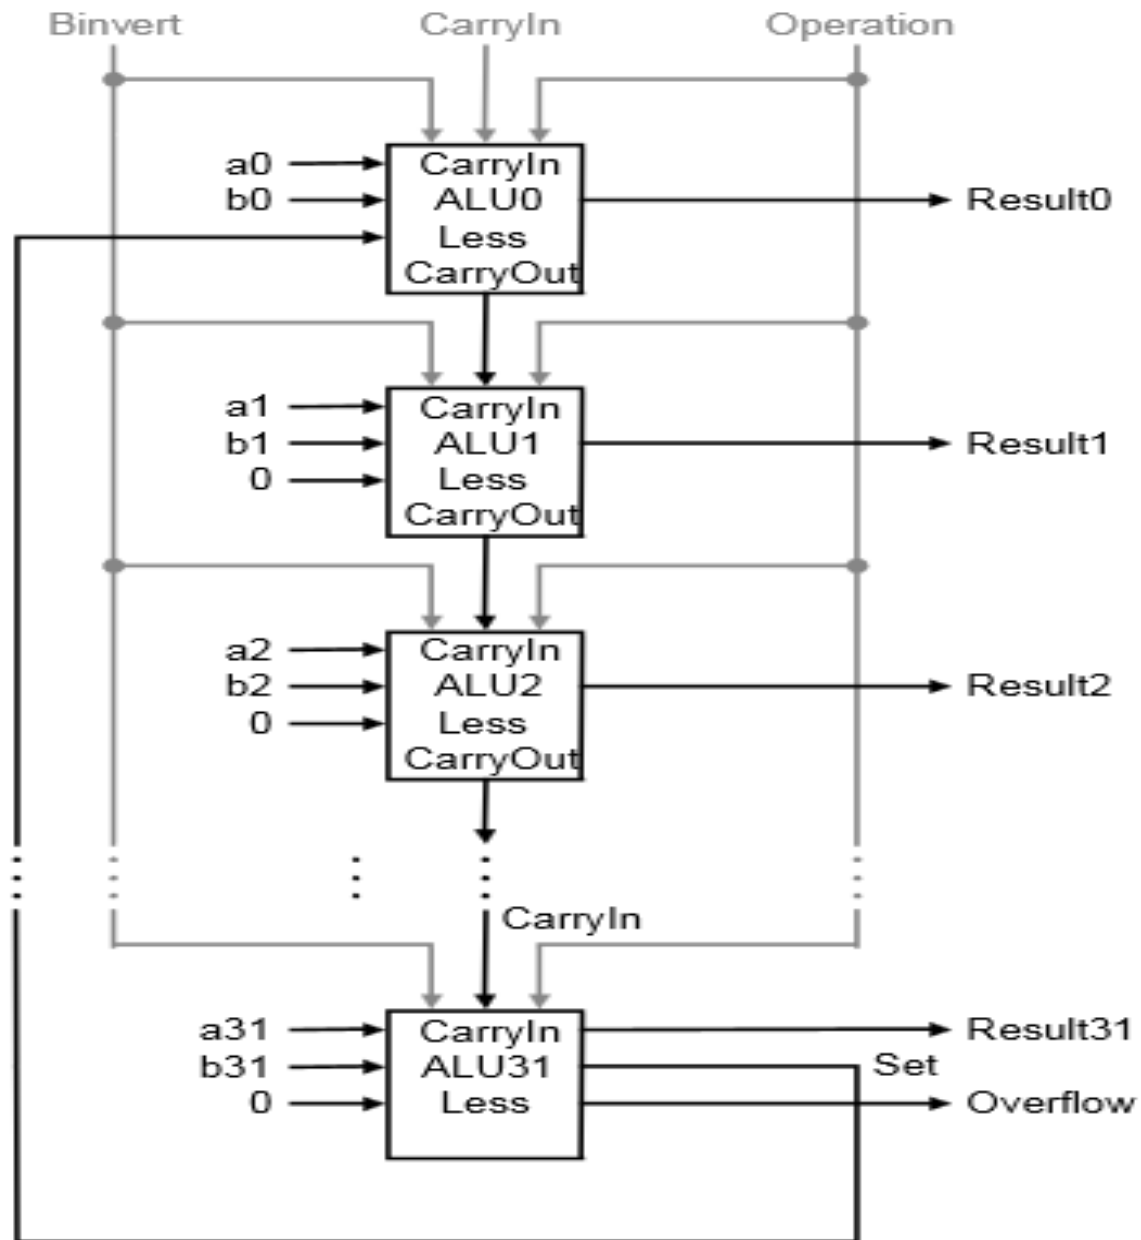 Binvert CarryIn Operation
a0 CarryIn
b0 ALU0 Result0
Less
CarryOut
a1 CarryIn
b1 ALU1 Result1
0 Less
CarryOut
a2 CarryIn
b2 ALU2 Result2
0 Less
CarryOut
CarryIn
a31 CarryIn Result31
b31 ALU31 Set
0 Less Overflow